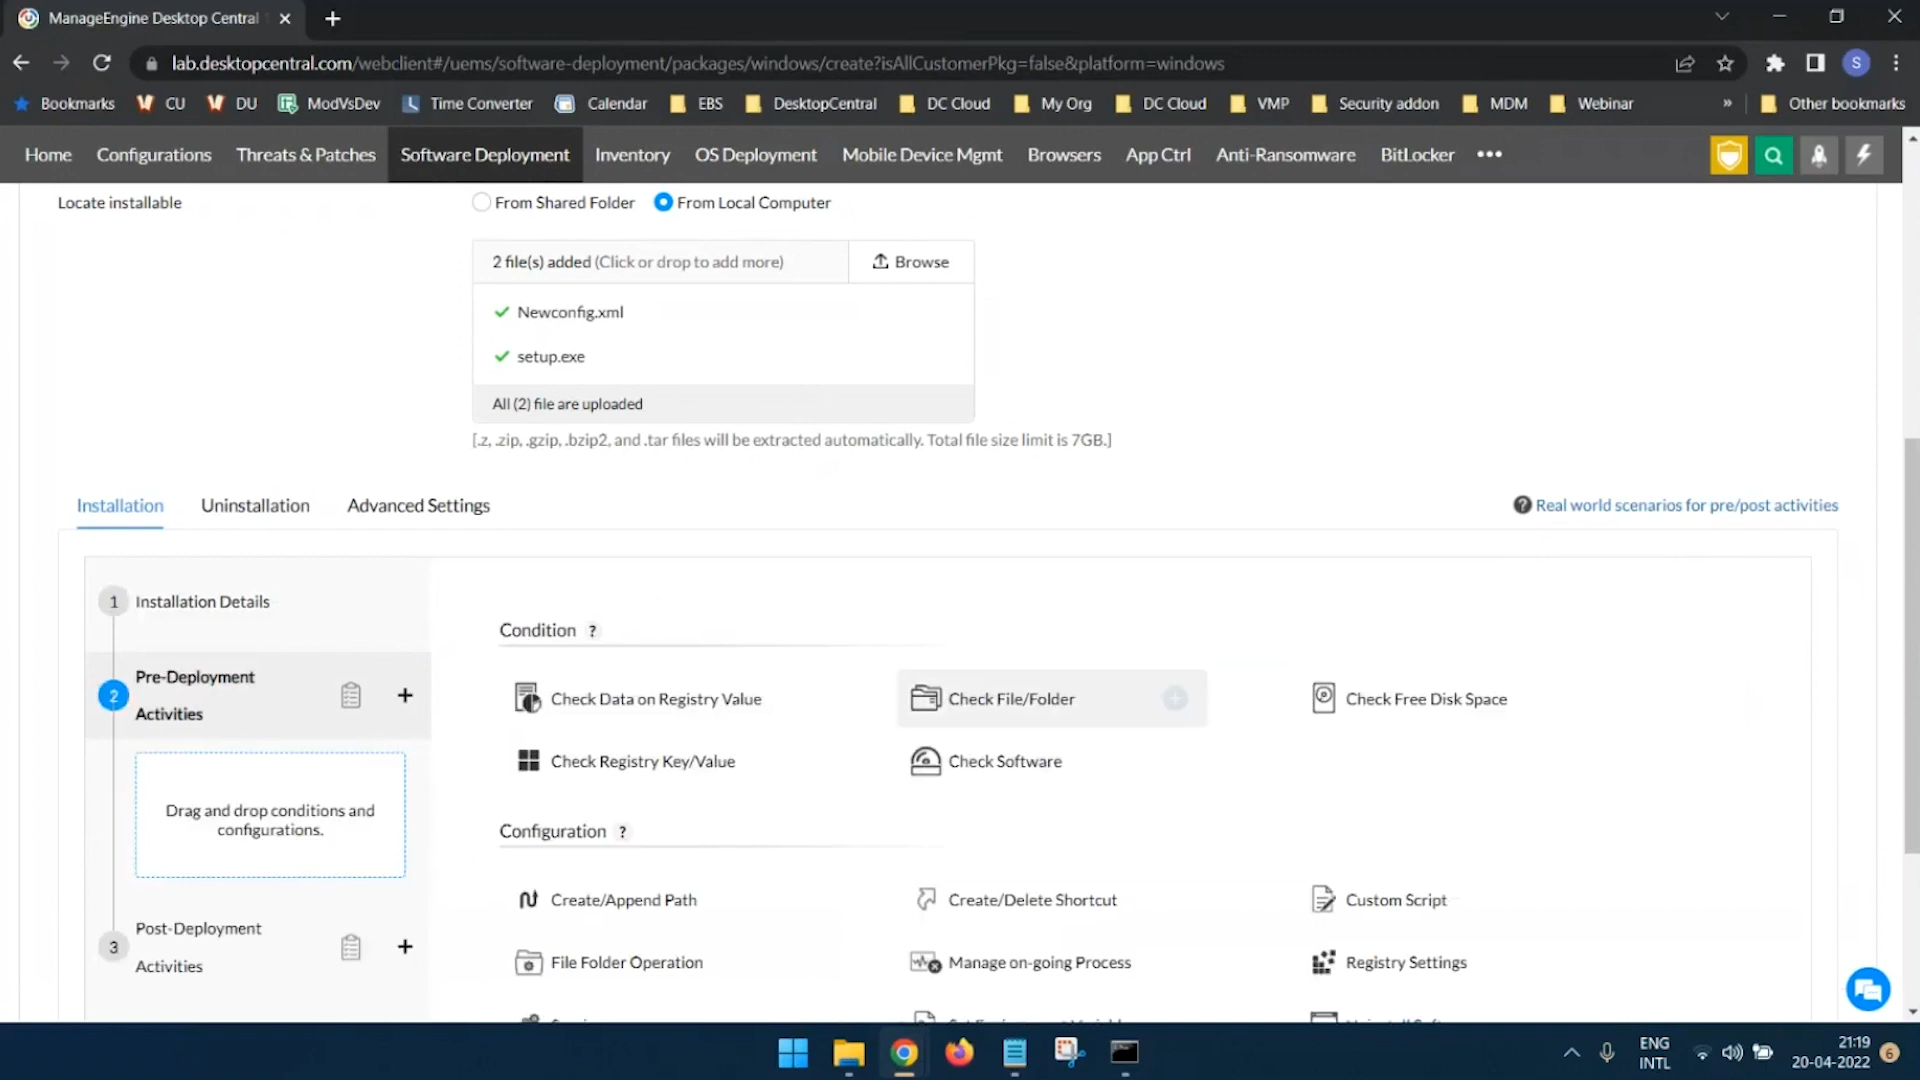 ManageEngine Desktop Central
lab.desktopcentral.com/webclient#/uems/software-deployment/packages/windows/create?isAllCustomerPkg=false&platform=windows
S
Bookmarks CU DU ModVsDev Time Converter Calendar EBS DesktopCentral DC Cloud My Org DC Cloud VMP Security addon MDM Webinar » Other bookmarks
Home Configurations Threats & Patches Software Deployment Inventory OS Deployment Mobile Device Mgmt Browsers App Ctrl Anti-Ransomware BitLocker •••
Locate installable From Shared Folder From Local Computer
2 file(s) added (Click or drop to add more) Browse
Newconfig.xml
setup.exe
All (2) file are uploaded
[.z, .zip, .gzip, .bzip2, and .tar files will be extracted automatically. Total file size limit is 7GB.]
Installation Uninstallation Advanced Settings ? Real world scenarios for pre/post activities
1 Installation Details
2 Pre-Deployment
Activities
+
Drag and drop conditions and
configurations.
3 Post-Deployment
Activities
+
Condition ?
Check Data on Registry Value Check File/Folder Check Free Disk Space
Check Registry Key/Value Check Software
Configuration ?
Create/Append Path Create/Delete Shortcut Custom Script
File Folder Operation Manage on-going Process Registry Settings
ENG
INTL
21:19
20-04-2022
6